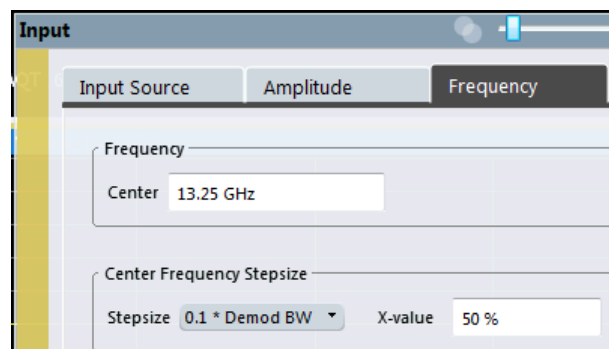 Input
Input Source Amplitude Frequency
Frequency
Center 13.25 GHz
Center Frequency Stepsize
Stepsize 0.1 * Demod BW X-value 50 %